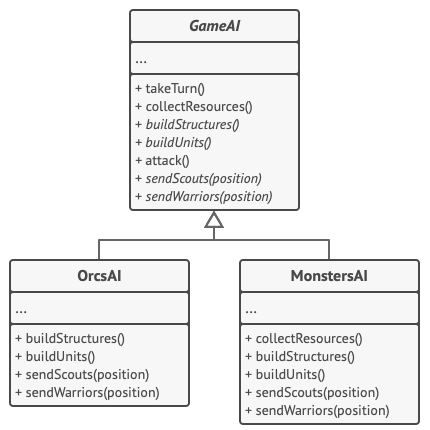 GameAI
...
+ takeTurn()
+ collectResources()
+ buildStructures()
+ buildUnits()
+ attack()
+ sendScouts(position)
+ sendWarriors(position)
OrcsAI
...
+ buildStructures()
+ buildUnits()
+ sendScouts(position)
+ sendWarriors(position)
MonstersAI
...
+ collectResources()
+ buildStructures()
+ buildUnits()
+ sendScouts(position)
+ sendWarriors(position)